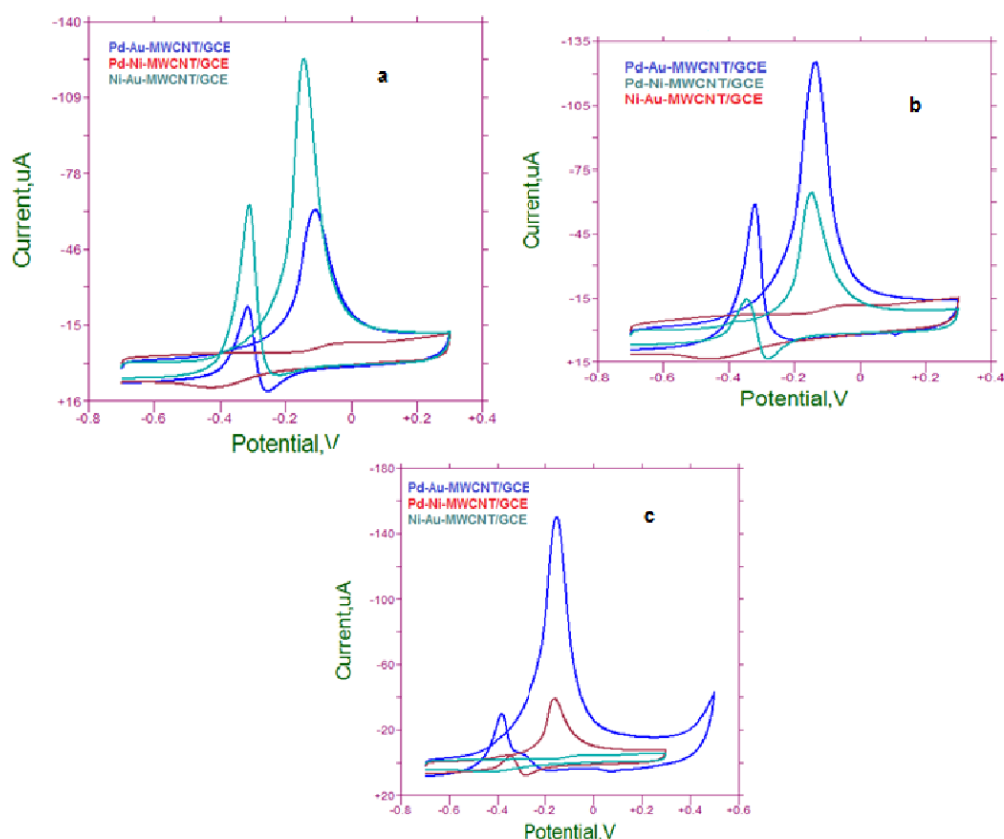 -140
Pd-Au-MWCNT/GCE
Pd-Ni-MWCNT/GCE
Ni-Au-MWCNT/GCE
a
-109
-78
-46
-15
+16
Current,uA
-0.8 -0.6 -0.4 -0.2 0 +0.2 +0.4
Potential,V
-135
Pd-Au-MWCNT/GCE
Pd-Ni-MWCNT/GCE
Ni-Au-MWCNT/GCE
b
-105
-75
-45
-15
+15
Current,uA
-0.8 -0.6 -0.4 -0.2 0 +0.2 +0.4
Potential,V
-180
Pd-Au-MWCNT/GCE
Pd-Ni-MWCNT/GCE
Ni-Au-MWCNT/GCE
c
-140
-100
-60
-20
+20
Current,uA
-0.8 -0.6 -0.4 -0.2 0 +0.2 +0.4 +0.6
Potential,V